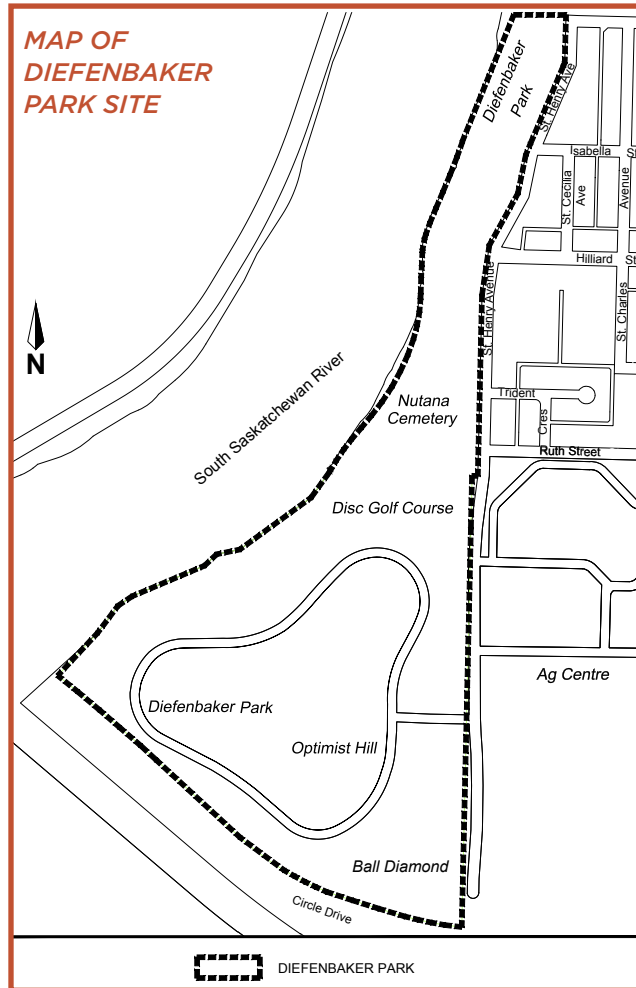 MAP OF
DIEFENBAKER
PARK SITE
Diefenbaker
Park
St. Henry Ave
Isabella St
St. Cecilia
Ave
Avenue
Hilliard St
St. Henry Avenue
St. Charles
N
South Saskatchewan River
Trident
Cres
Nutana
Cemetery
Ruth Street
Disc Golf Course
Ag Centre
Diefenbaker Park
Optimist Hill
Ball Diamond
Circle Drive
DIEFENBAKER PARK